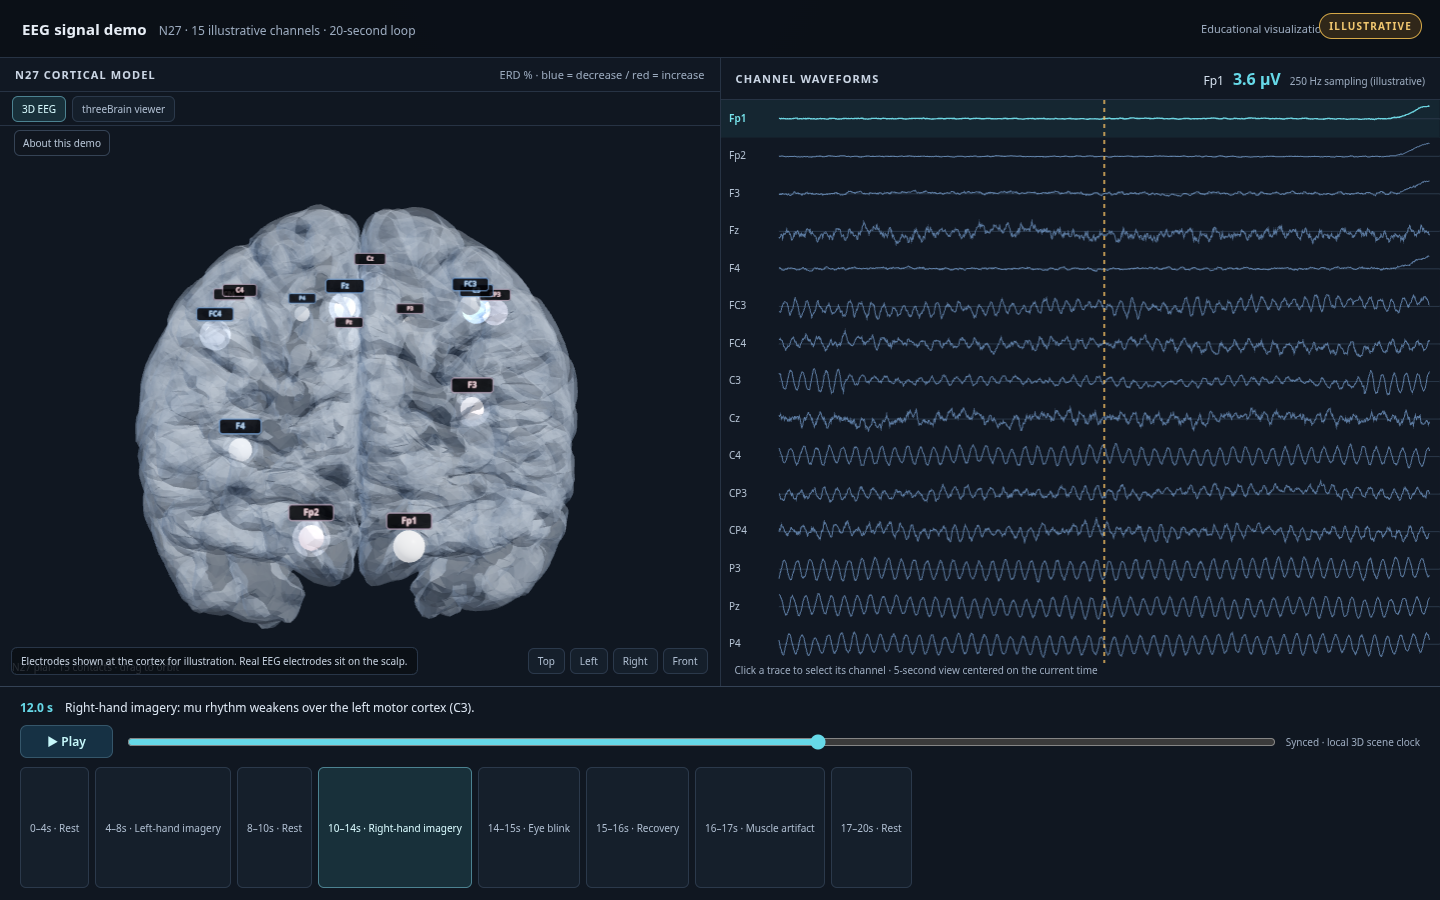 EEG signal demo N27 · 15 illustrative channels · 20-second loop
Educational visualizatio ILLUSTRATIVE
N27 CORTICAL MODEL
ERD % · blue = decrease / red = increase
3D EEG threeBrain viewer
About this demo
Cz
C4
P4
Fz
FC3
P3
FC4
Pz
F3
F4
Fp2
Fp1
Electrodes shown at the cortex for illustration. Real EEG electrodes sit on the scalp.
Top Left Right Front
CHANNEL WAVEFORMS
Fp1 3.6 µV 250 Hz sampling (illustrative)
Fp1
Fp2
F3
Fz
F4
FC3
FC4
C3
Cz
C4
CP3
CP4
P3
Pz
P4
Click a trace to select its channel · 5-second view centered on the current time
12.0 s Right-hand imagery: mu rhythm weakens over the left motor cortex (C3).
▶ Play
Synced · local 3D scene clock
0–4s · Rest
4–8s · Left-hand imagery
8–10s · Rest
10–14s · Right-hand imagery
14–15s · Eye blink
15–16s · Recovery
16–17s · Muscle artifact
17–20s · Rest